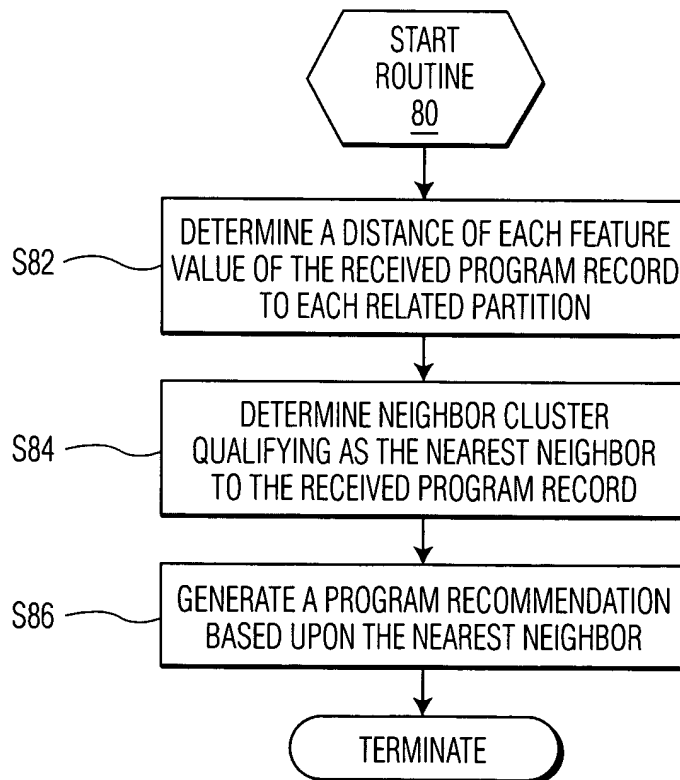 START
ROUTINE
80
S82
DETERMINE A DISTANCE OF EACH FEATURE
VALUE OF THE RECEIVED PROGRAM RECORD
TO EACH RELATED PARTITION
S84
DETERMINE NEIGHBOR CLUSTER
QUALIFYING AS THE NEAREST NEIGHBOR
TO THE RECEIVED PROGRAM RECORD
S86
GENERATE A PROGRAM RECOMMENDATION
BASED UPON THE NEAREST NEIGHBOR
TERMINATE